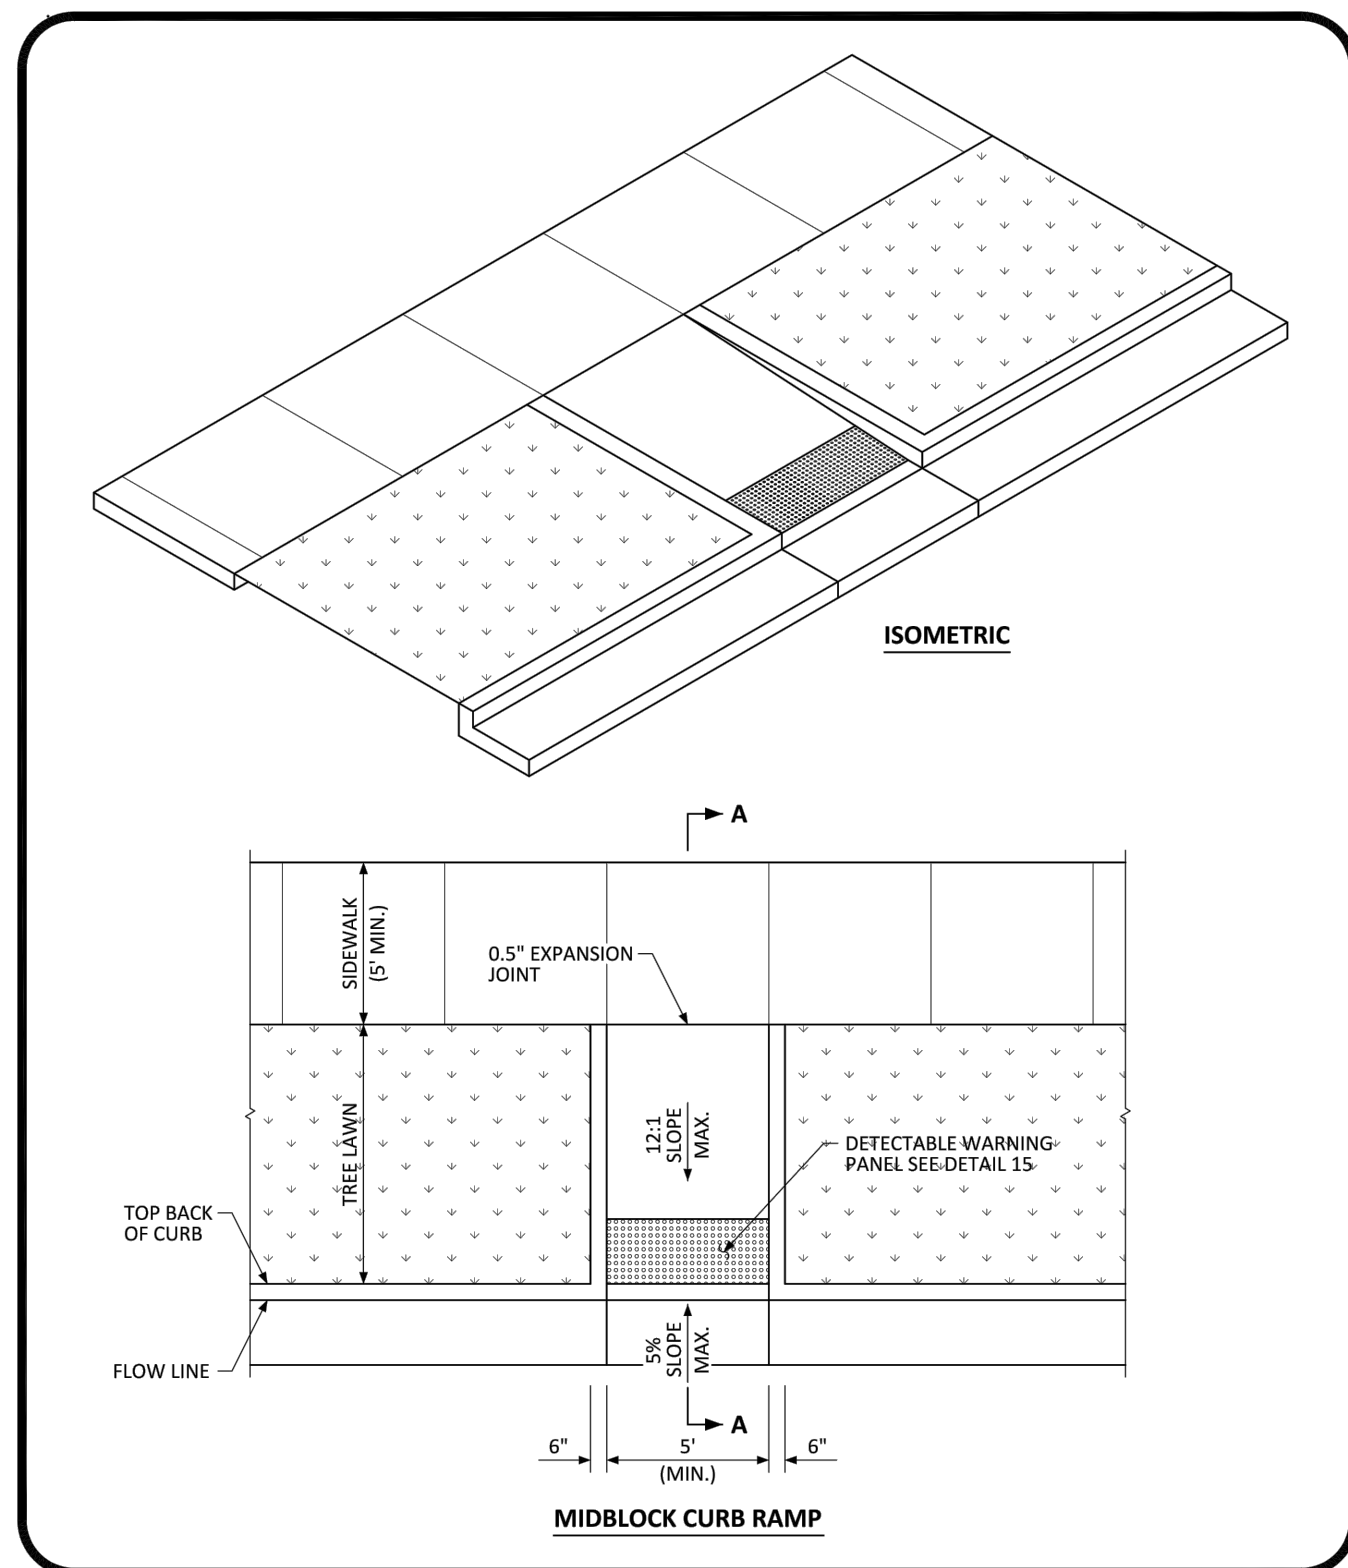 ISOMETRIC
A
SIDEWALK
(5' MIN.)
0.5" EXPANSION
JOINT
TREE LAWN
12:1
SLOPE
MAX.
DETECTABLE WARNING
PANEL SEE DETAIL 15
TOP BACK
OF CURB
5%
SLOPE
MAX.
FLOW LINE
A
6"
5'
6"
(MIN.)
MIDBLOCK CURB RAMP